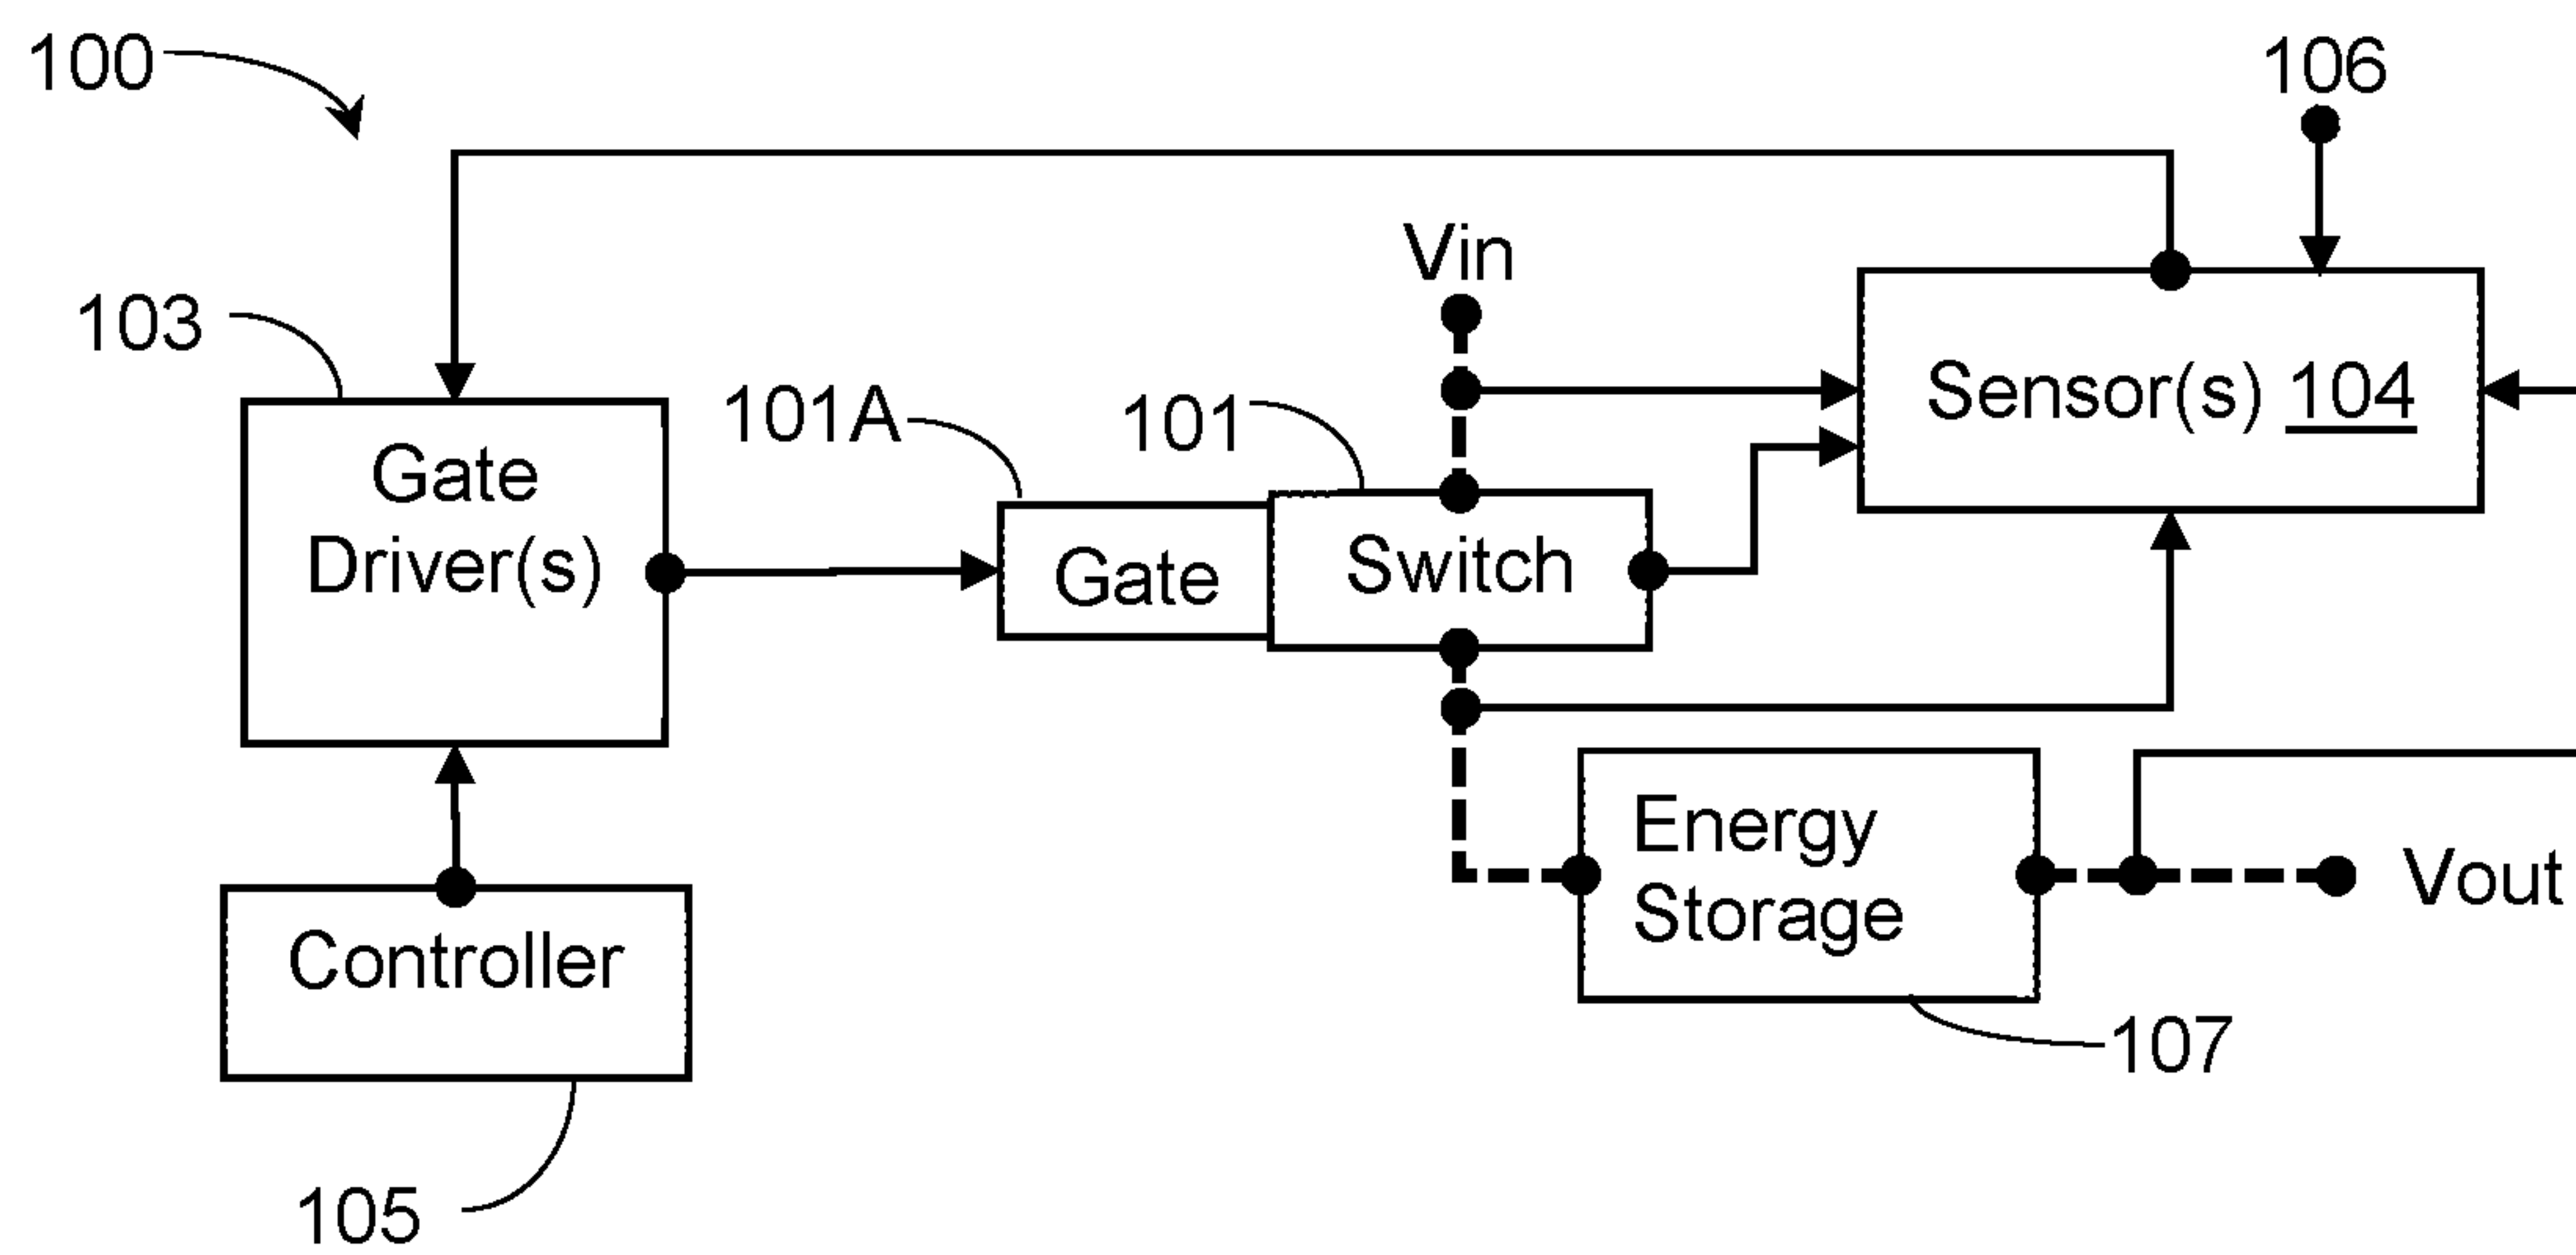 100
106
Vin
103
101A
101
Sensor(s) 104
Gate
Driver(s)
Gate
Switch
Energy
Storage
Vout
Controller
107
105